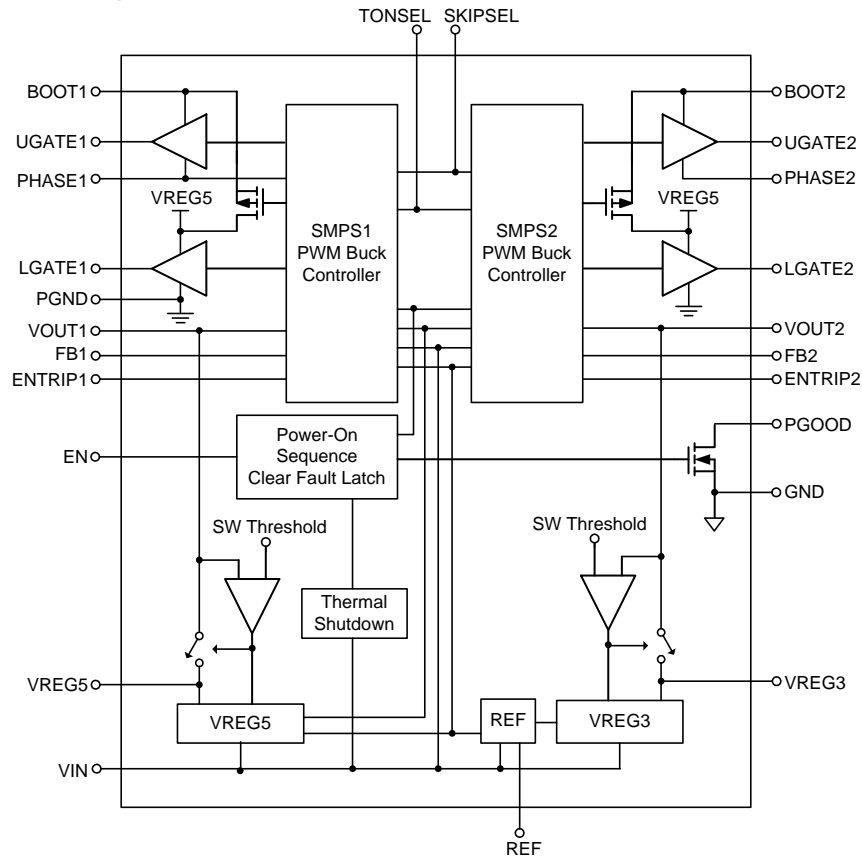 TONSEL SKIPSEL
BOOT1
BOOT2
UGATE1
UGATE2
PHASE1
PHASE2
VREG5
VREG5
SMPS1
PWM Buck
Controller
SMPS2
PWM Buck
Controller
LGATE1
LGATE2
PGND
VOUT1
VOUT2
FB1
FB2
ENTRIP1
ENTRIP2
Power-On
Sequence
Clear Fault Latch
PGOOD
EN
GND
SW Threshold
SW Threshold
Thermal
Shutdown
VREG5
VREG3
VREG5
REF
VREG3
VIN
REF